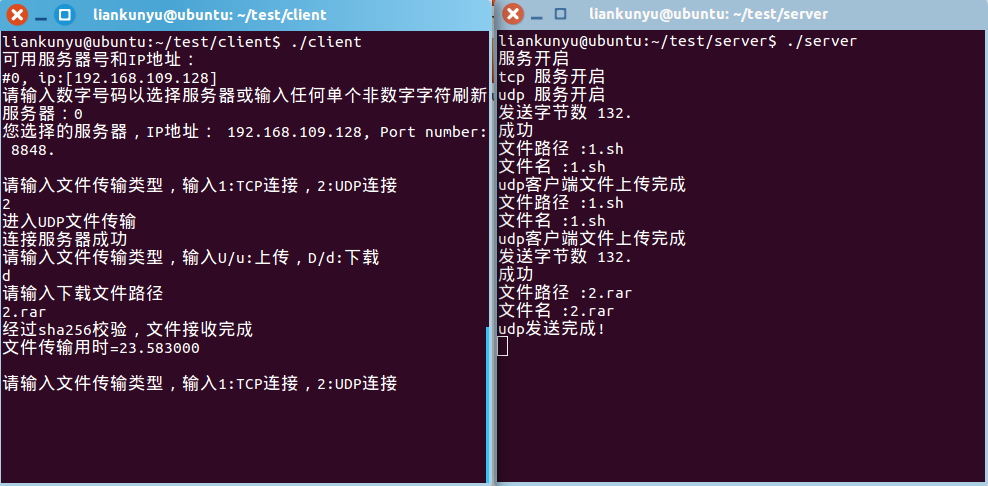 liankunyu@ubuntu: ~/test/client
liankunyu@ubuntu:~/test/client$ ./client
可用服务器号和IP地址：
#0, ip:[192.168.109.128]
请输入数字号码以选择服务器或输入任何单个非数字字符刷新
服务器：0
您选择的服务器，IP地址： 192.168.109.128, Port number:
8848.
请输入文件传输类型，输入1:TCP连接，2:UDP连接
2
进入UDP文件传输
连接服务器成功
请输入文件传输类型，输入U/u:上传，D/d:下载
d
请输入下载文件路径
2.rar
经过sha256校验，文件接收完成
文件传输用时=23.583000
请输入文件传输类型，输入1:TCP连接，2:UDP连接
liankunyu@ubuntu: ~/test/server
liankunyu@ubuntu:~/test/server$ ./server
服务开启
tcp 服务开启
udp 服务开启
发送字节数 132.
成功
文件路径 :1.sh
文件名 :1.sh
udp客户端文件上传完成
文件路径 :1.sh
文件名 :1.sh
udp客户端文件上传完成
发送字节数 132.
成功
文件路径 :2.rar
文件名 :2.rar
udp发送完成!